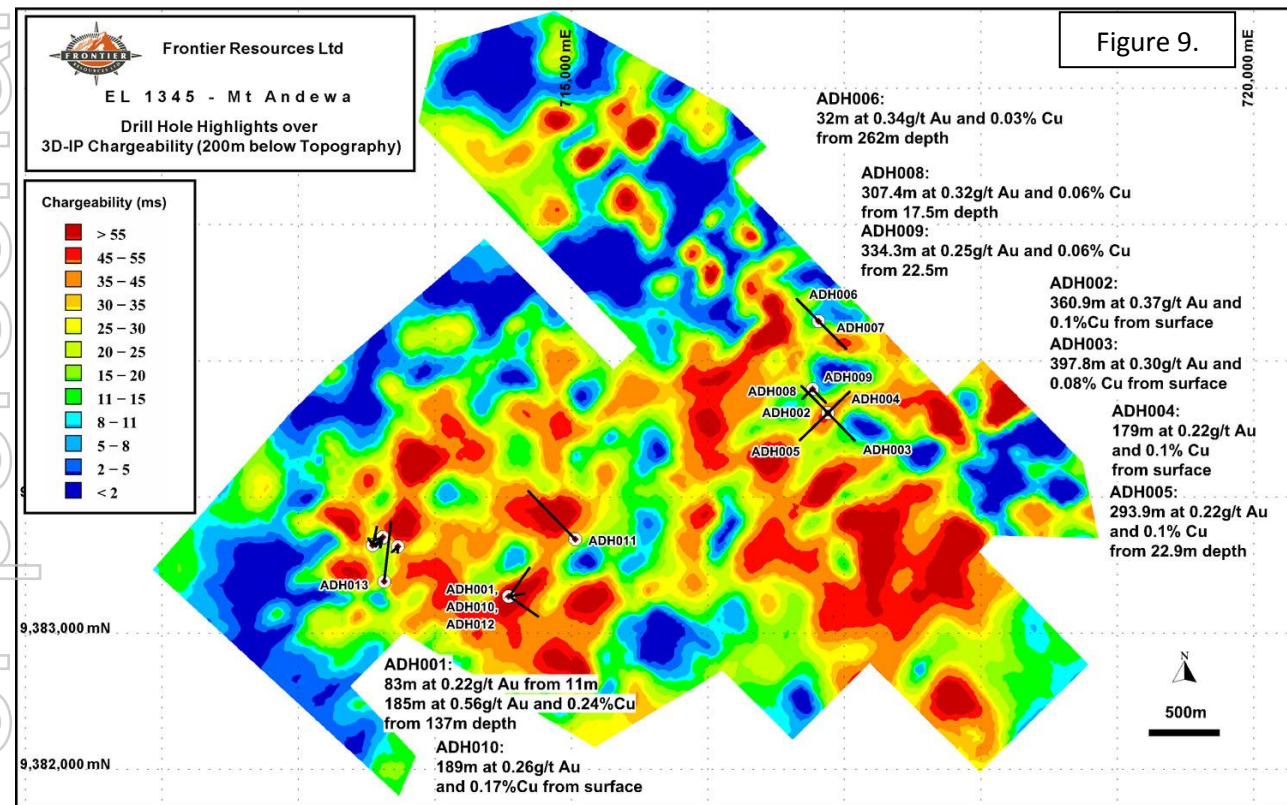 Figure 9.
FRONTIER
RESOURCES LTD
Frontier Resources Ltd
EL 1345 - Mt Andewa
Drill Hole Highlights over
3D-IP Chargeability (200m below Topography)
715,000 mE
720,000 mE
Chargeability (ms)
> 55
45 – 55
35 – 45
30 – 35
25 – 30
20 – 25
15 – 20
11 – 15
8 – 11
5 – 8
2 – 5
< 2
ADH006:
32m at 0.34g/t Au and 0.03% Cu
from 262m depth
ADH008:
307.4m at 0.32g/t Au and 0.06% Cu
from 17.5m depth
ADH009:
334.3m at 0.25g/t Au and 0.06% Cu
from 22.5m
ADH002:
360.9m at 0.37g/t Au and
0.1%Cu from surface
ADH003:
397.8m at 0.30g/t Au and
0.08% Cu from surface
ADH004:
179m at 0.22g/t Au
and 0.1% Cu
from surface
ADH005:
293.9m at 0.22g/t Au
and 0.1% Cu
from 22.9m depth
ADH006
ADH007
ADH009
ADH008
ADH004
ADH002
ADH005
ADH003
ADH011
ADH013
ADH001,
ADH010,
ADH012
9,383,000 mN
ADH001:
83m at 0.22g/t Au from 11m
185m at 0.56g/t Au and 0.24%Cu
from 137m depth
ADH010:
189m at 0.26g/t Au
and 0.17%Cu from surface
9,382,000 mN
N
500m